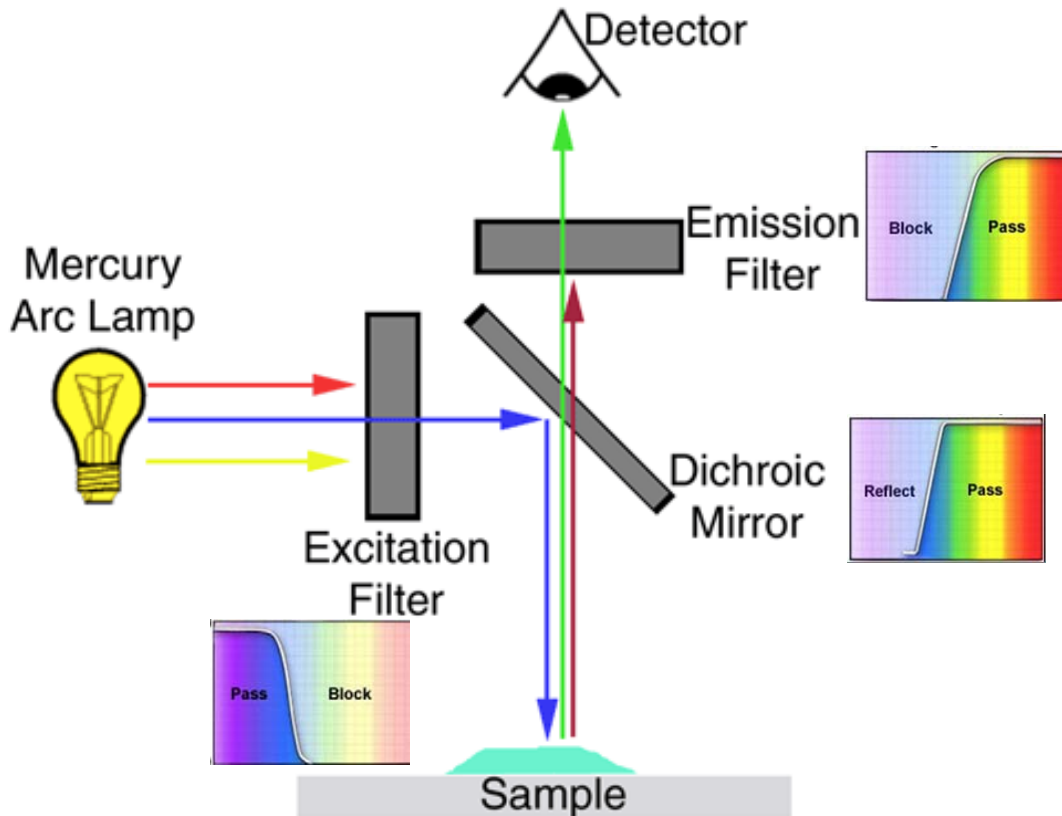 Detector
Emission
Filter
Block
Pass
Mercury
Arc Lamp
Dichroic
Mirror
Reflect
Pass
Excitation
Filter
Pass
Block
Sample